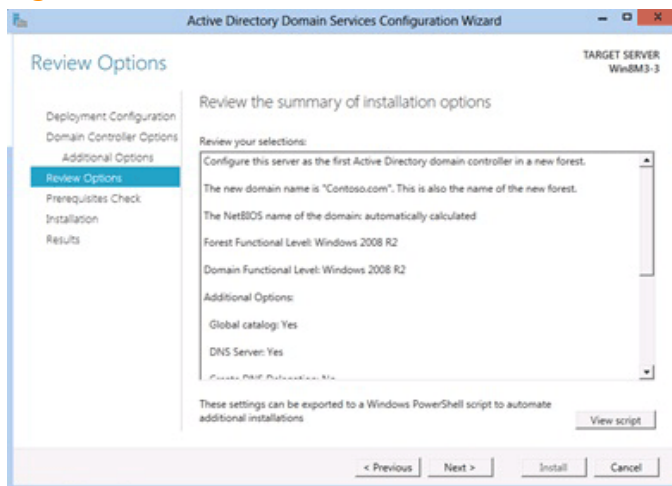 Active Directory Domain Services Configuration Wizard
Review Options
TARGET SERVER
Win8M3-3
Deployment Configuration
Domain Controller Options
Additional Options
Review Options
Prerequisites Check
Installation
Results
Review the summary of installation options
Review your selections:
Configure this server as the first Active Directory domain controller in a new forest.
The new domain name is "Contoso.com". This is also the name of the new forest.
The NetBIOS name of the domain: automatically calculated
Forest Functional Level: Windows 2008 R2
Domain Functional Level: Windows 2008 R2
Additional Options:
Global catalog: Yes
DNS Server: Yes
Create DNS Delegation: No
These settings can be exported to a Windows PowerShell script to automate
additional installations
View script
< Previous
Next >
Install
Cancel